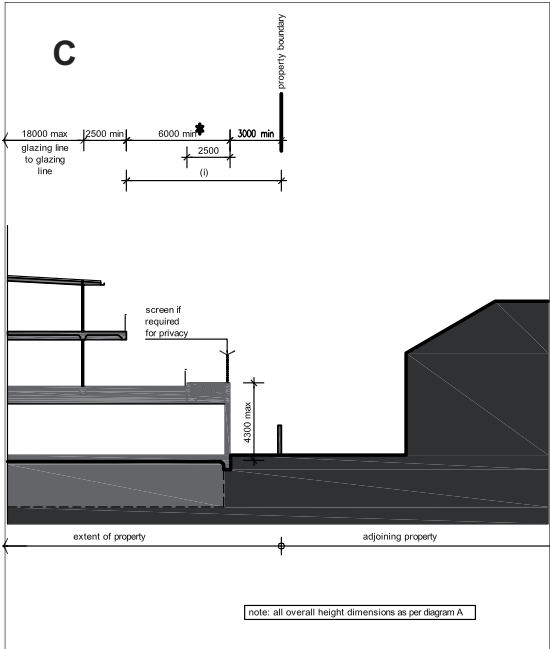 C
property boundary
18000 max
2500 min
6000 min*
3000 min
glazing line
to glazing
line
2500
(i)
screen if
required
for privacy
4300 max
extent of property
adjoining property
note: all overall height dimensions as per diagram A